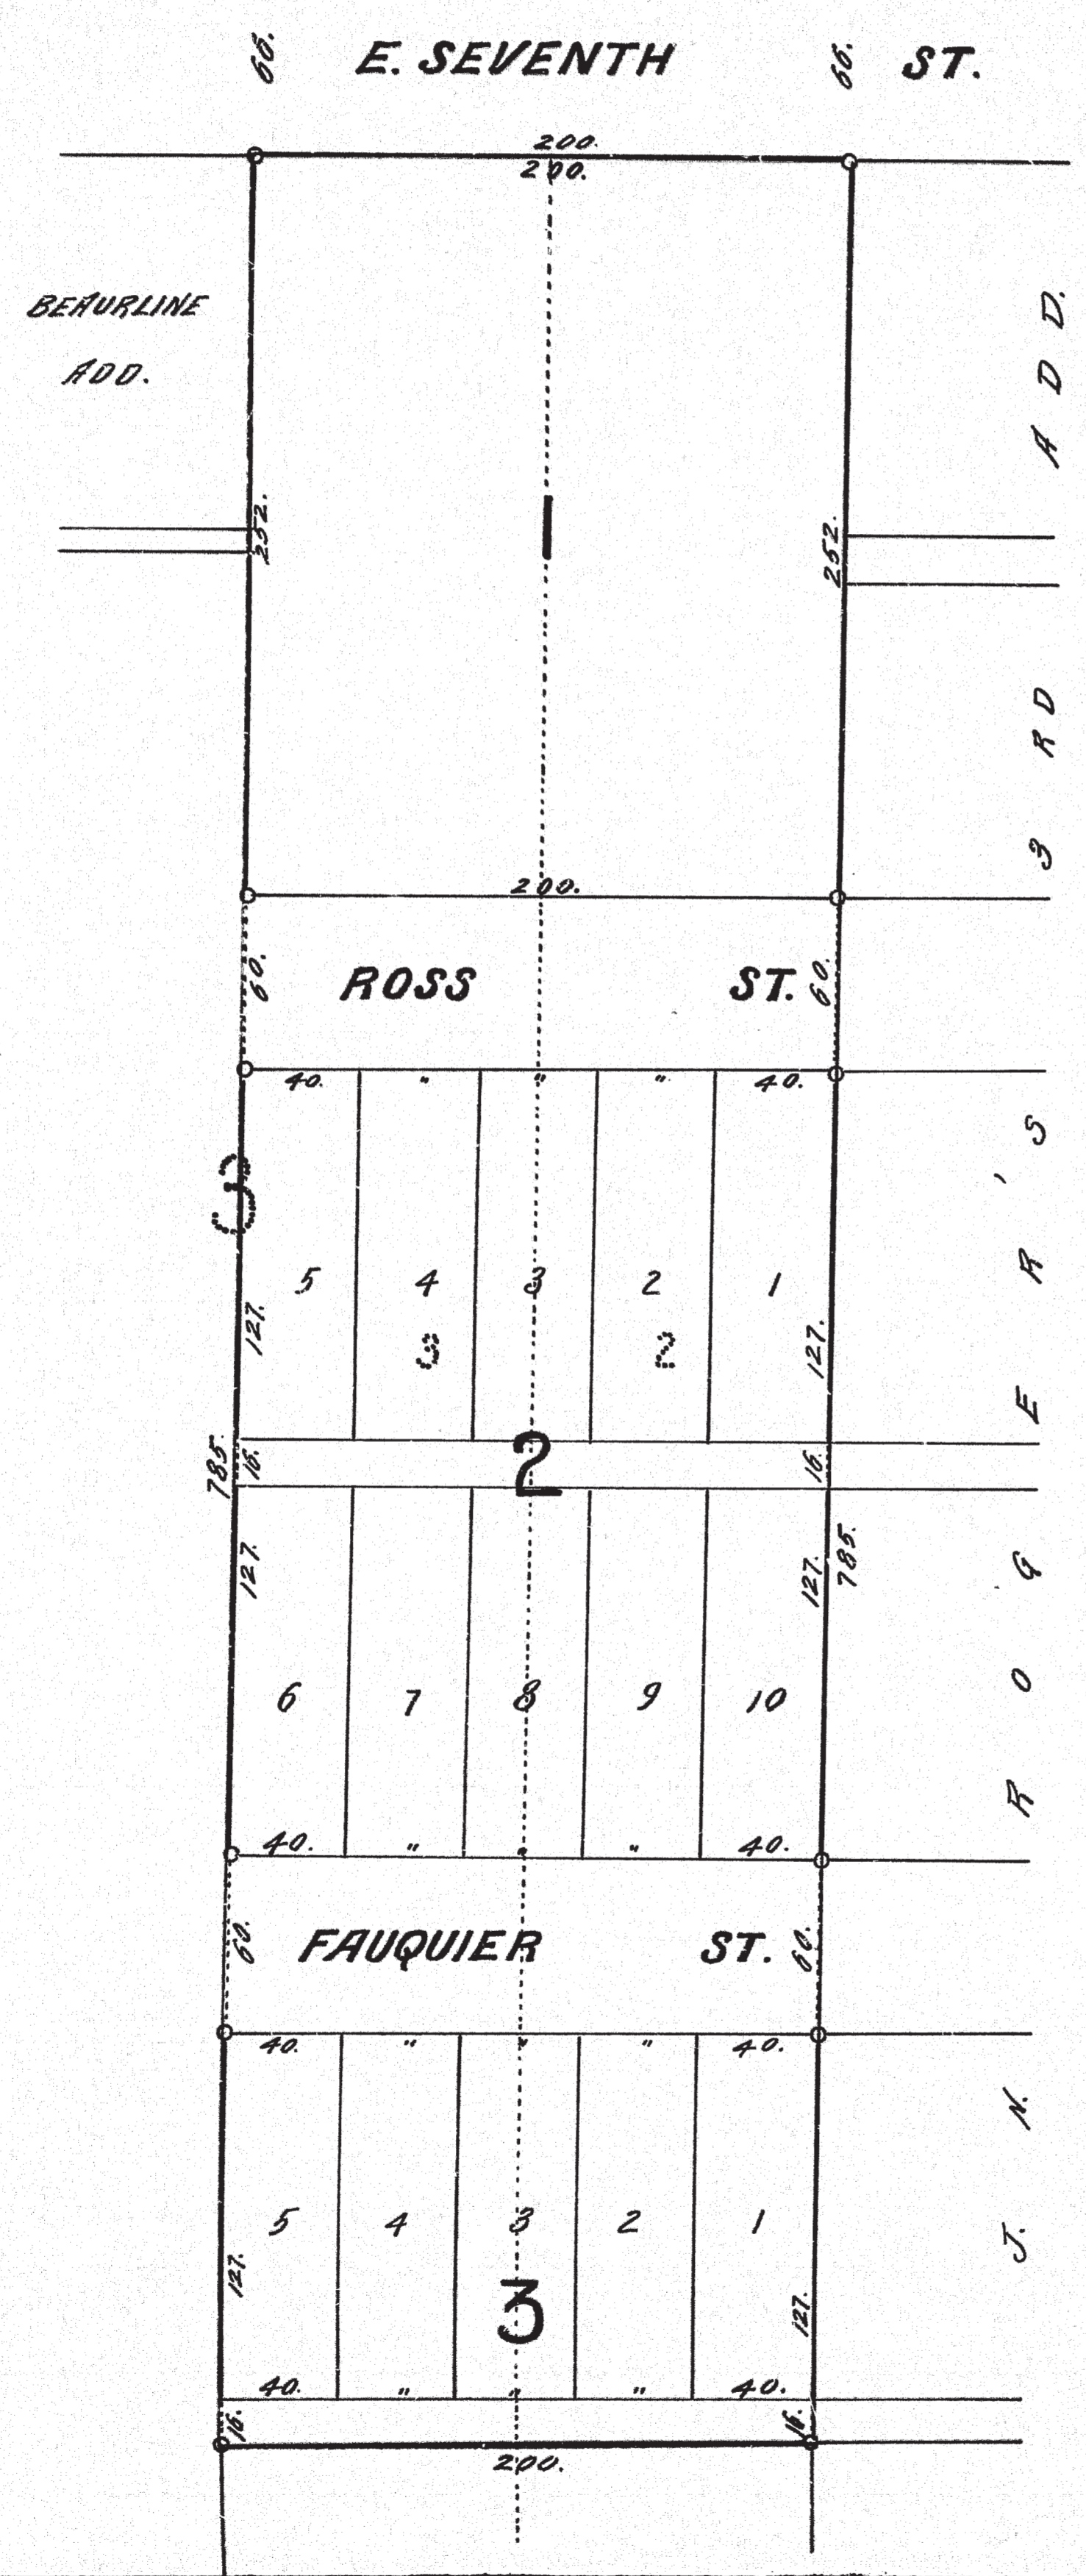 66. E. SEVENTH 66. ST.
200.
200.
BEAURLINE
ADD.
J. N. ROGER'S 3RD ADD.
1
252. 252.
200.
60. ROSS ST. 60.
40. " " " 40.
3
5 4 3 2 1
3 2
127. 127.
785. 16. 2 16.
127. 127. 785.
6 7 8 9 10
40. " " " 40.
60. FAUQUIER ST. 60.
40. " " " 40.
5 4 3 2 1
127. 3 127.
40. " " " 40.
16. 16.
200.